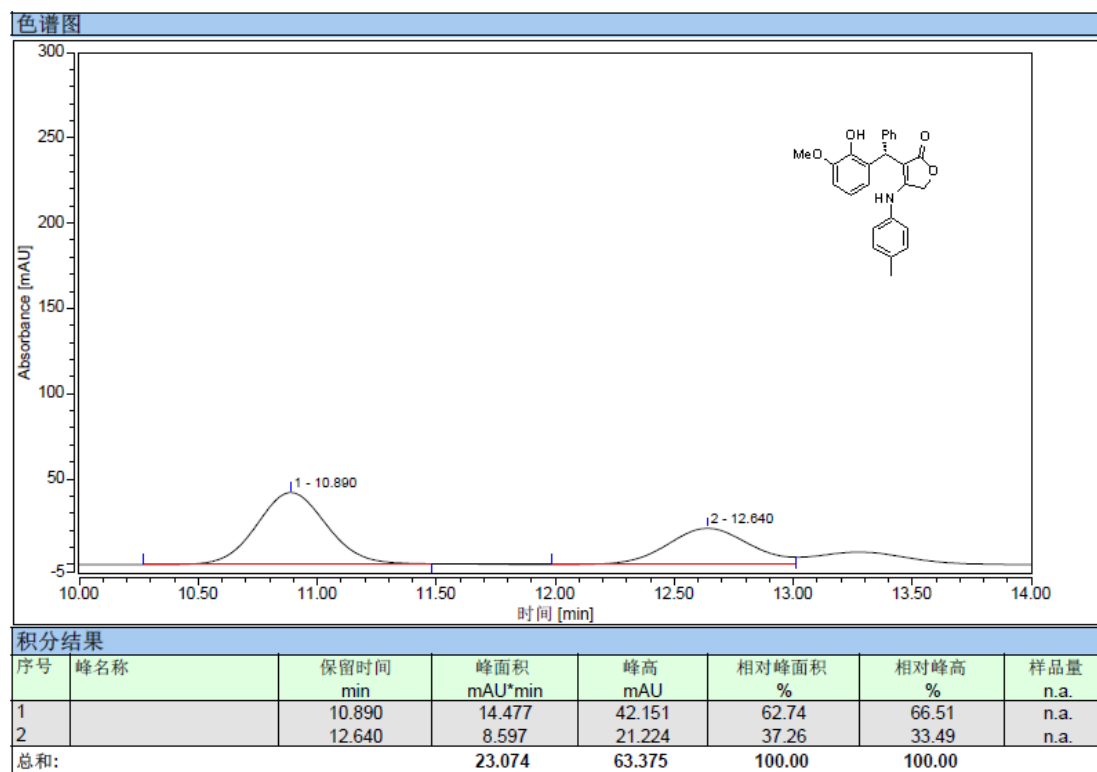 色谱图
300
250
200
150
100
50
-5
Absorbance [mAU]
OH
Ph
O
MeO
O
HN
1 - 10.890
2 - 12.640
10.00 10.50 11.00 11.50 12.00 12.50 13.00 13.50 14.00
时间 [min]
积分结果
序号 峰名称 保留时间 峰面积 峰高 相对峰面积 相对峰高 样品量
min mAU*min mAU % % n.a.
1 10.890 14.477 42.151 62.74 66.51 n.a.
2 12.640 8.597 21.224 37.26 33.49 n.a.
总和: 23.074 63.375 100.00 100.00